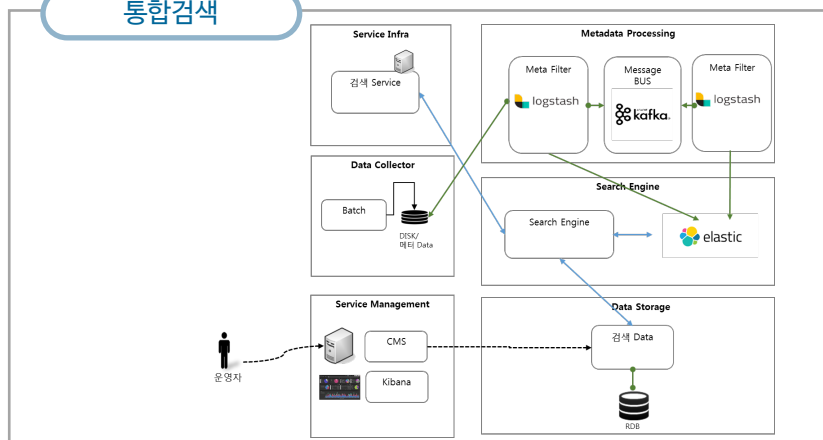 통합검색
Service Infra
검색 Service
Metadata Processing
Meta Filter
logstash
Message
BUS
kafka
Meta Filter
logstash
Data Collector
Batch
DISK/
메타 Data
Search Engine
Search Engine
elastic
Service Management
CMS
Kibana
운영자
Data Storage
검색 Data
RDB